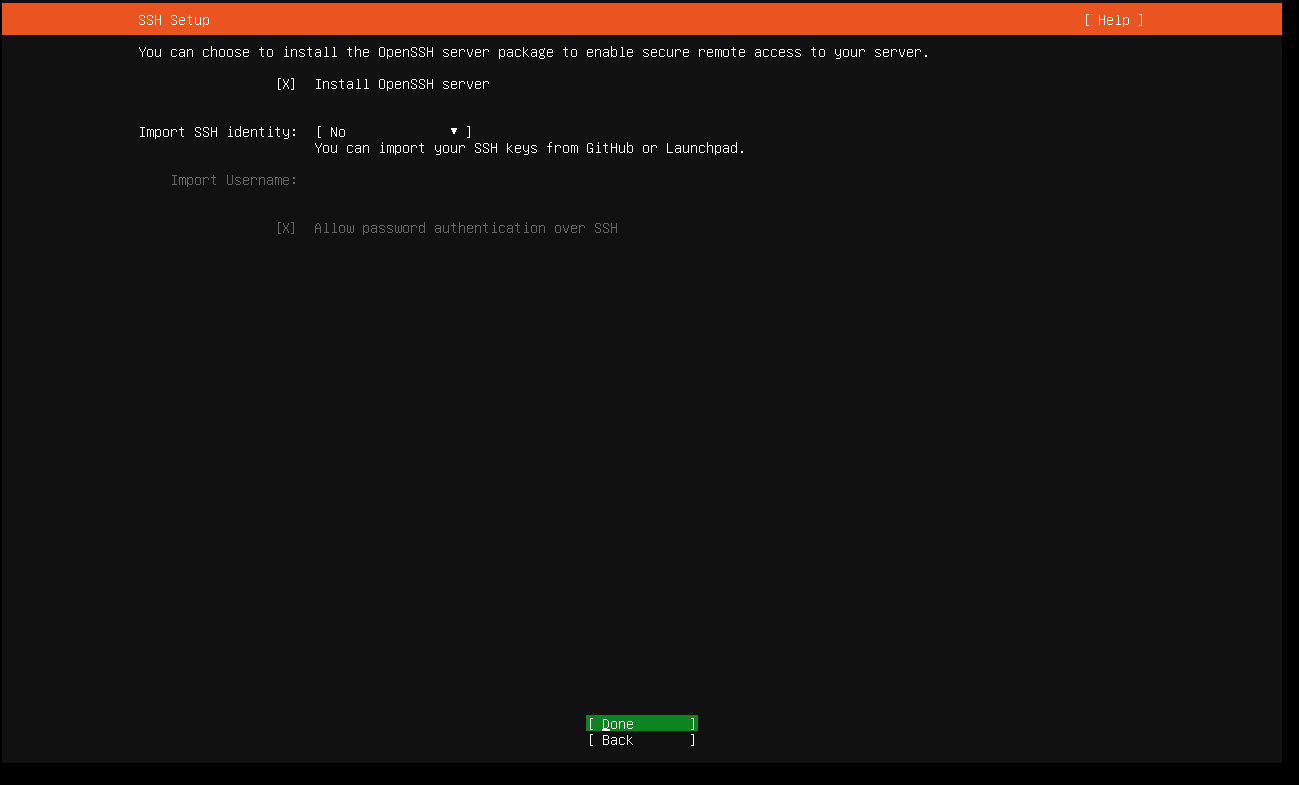 SSH Setup [ Help ]
You can choose to install the OpenSSH server package to enable secure remote access to your server.
[X] Install OpenSSH server
Import SSH identity: [ No ▼ ]
You can import your SSH keys from GitHub or Launchpad.
Import Username:
[X] Allow password authentication over SSH
[ Done ]
[ Back ]